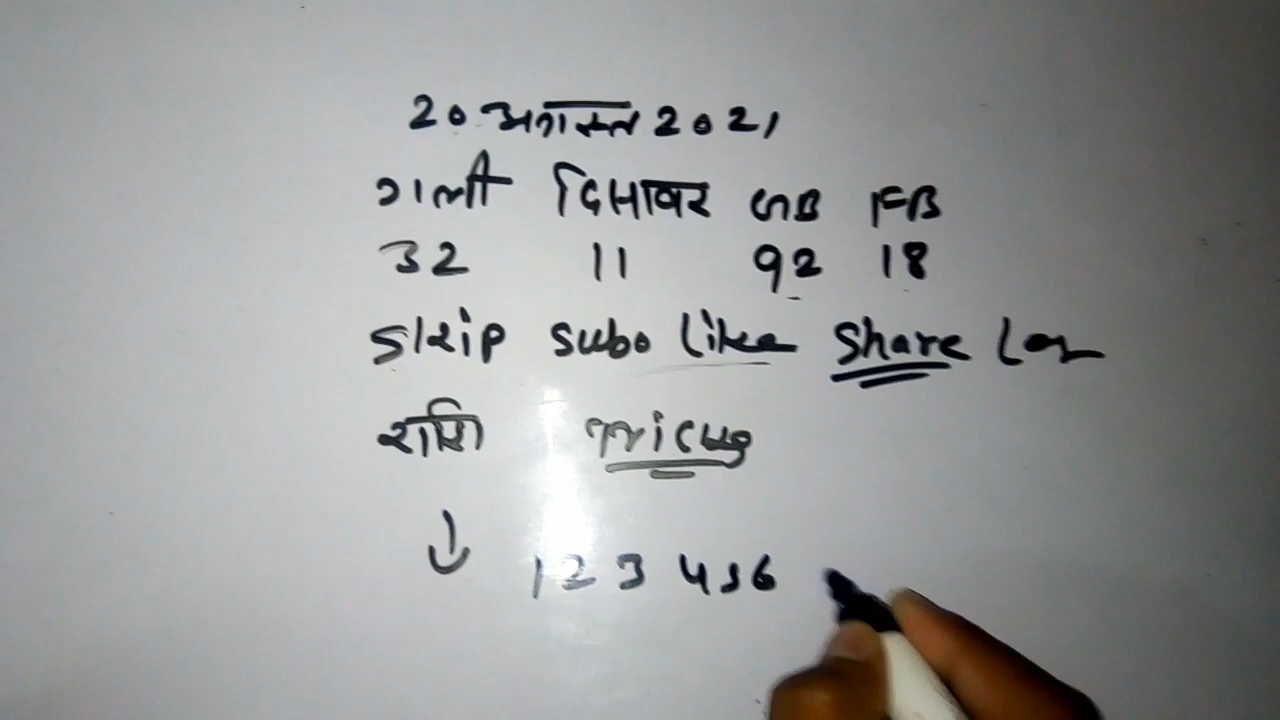 20 अगस्त 2021
गली दिसावर GB FB
32 11 92 18
Skip Subo Like Share
राशि
1 2 3 4 5 6